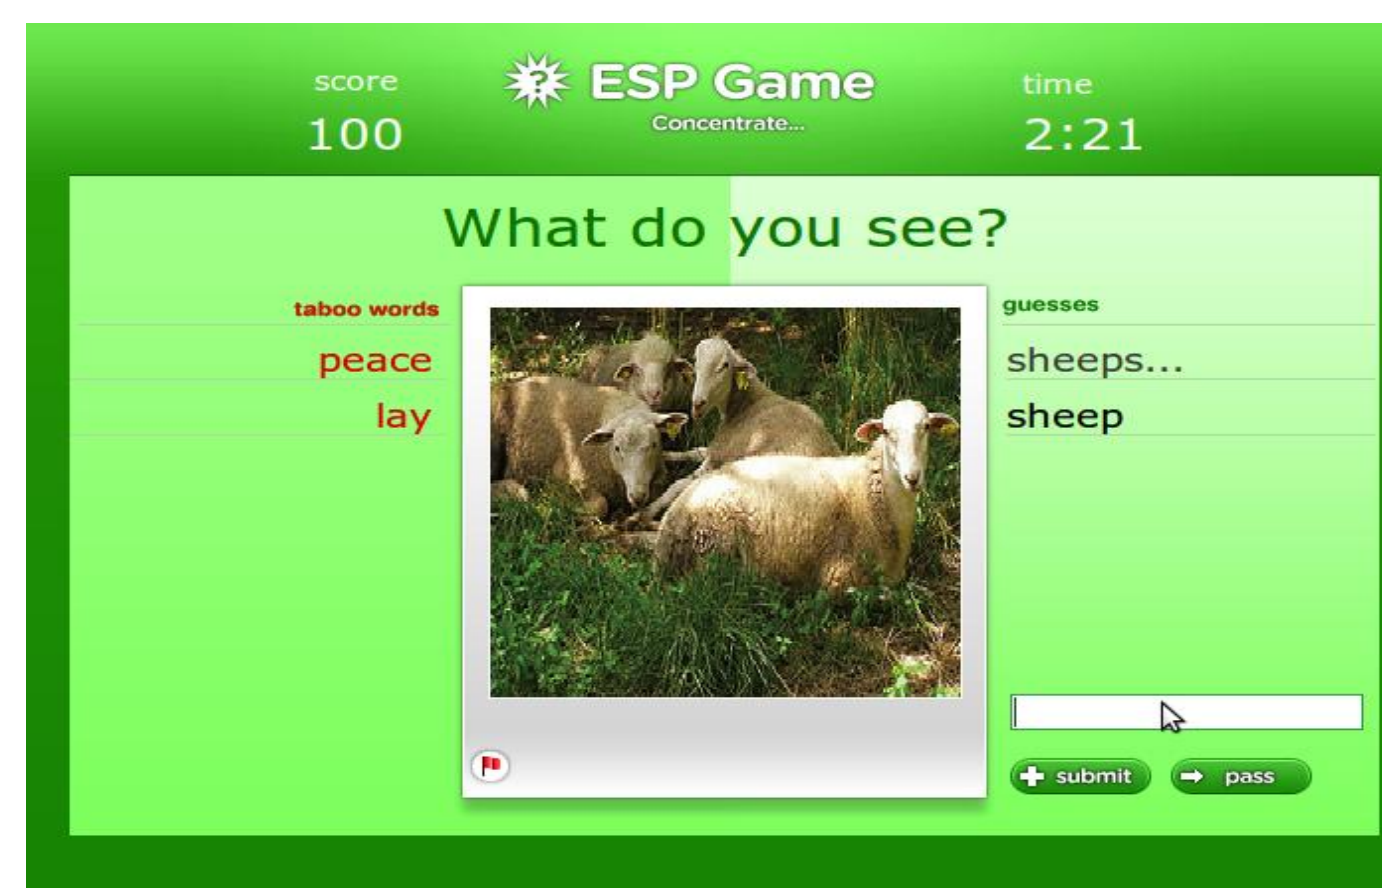 score
100
ESP Game
Concentrate...
time
2:21
What do you see?
taboo words
peace
lay
guesses
sheeps...
sheep
submit
pass